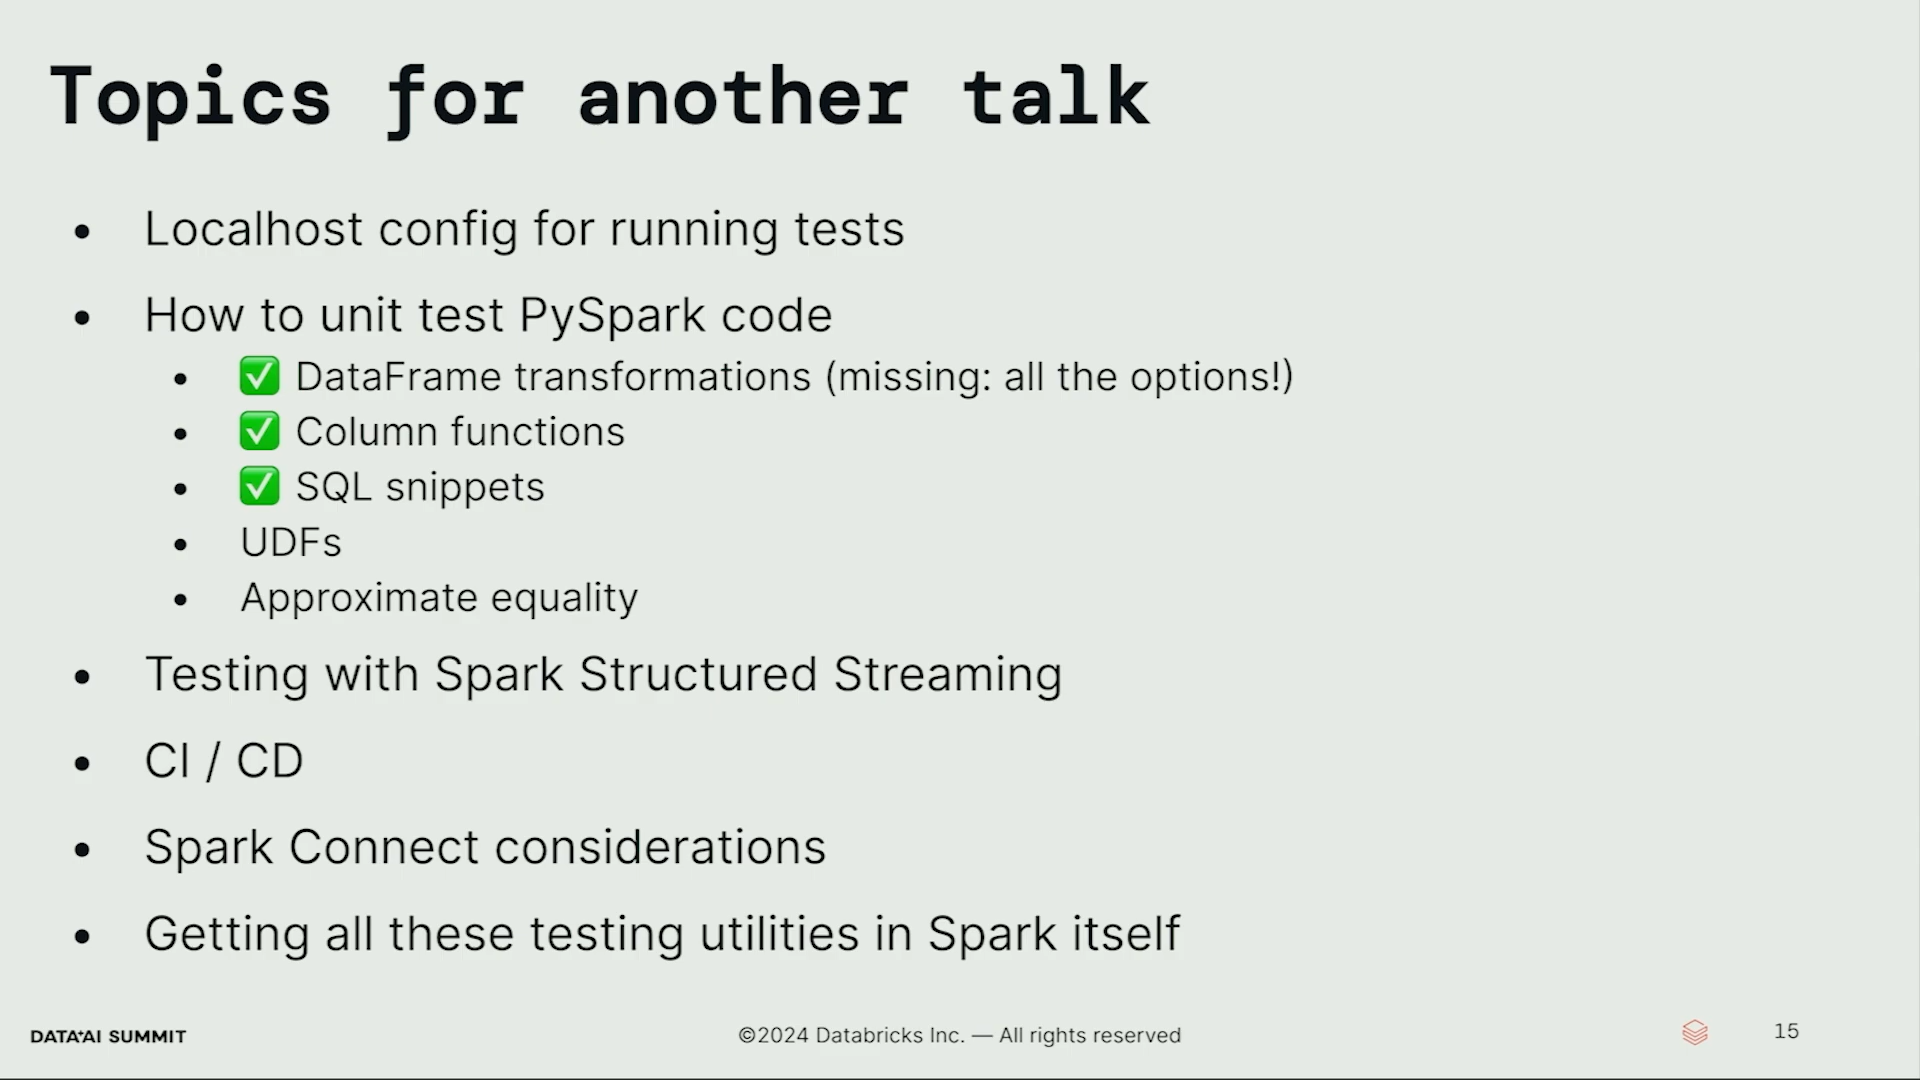 Topics for another talk
• Localhost config for running tests
• How to unit test PySpark code
• ✅ DataFrame transformations (missing: all the options!)
• ✅ Column functions
• ✅ SQL snippets
• UDFs
• Approximate equality
• Testing with Spark Structured Streaming
• CI / CD
• Spark Connect considerations
• Getting all these testing utilities in Spark itself
DATA+AI SUMMIT
©2024 Databricks Inc. — All rights reserved
15